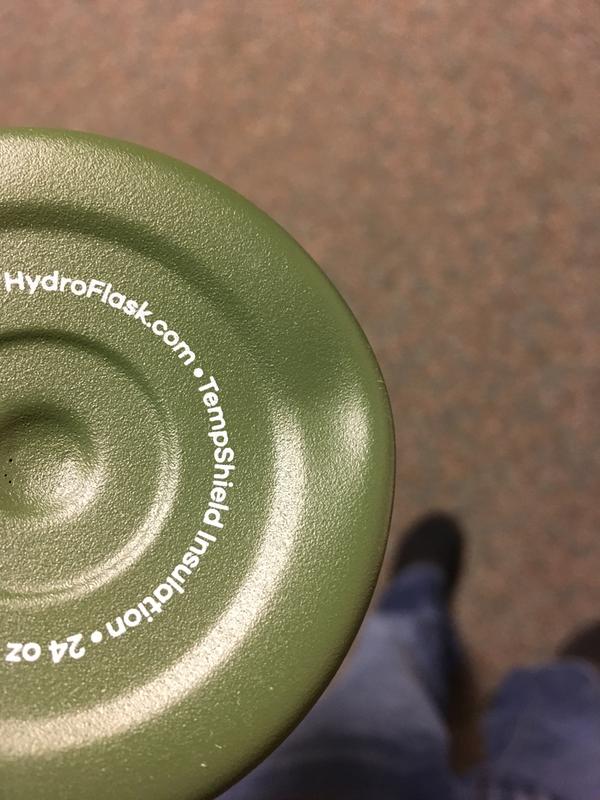 HydroFlask.com • TempShield Insulation • 24 oz